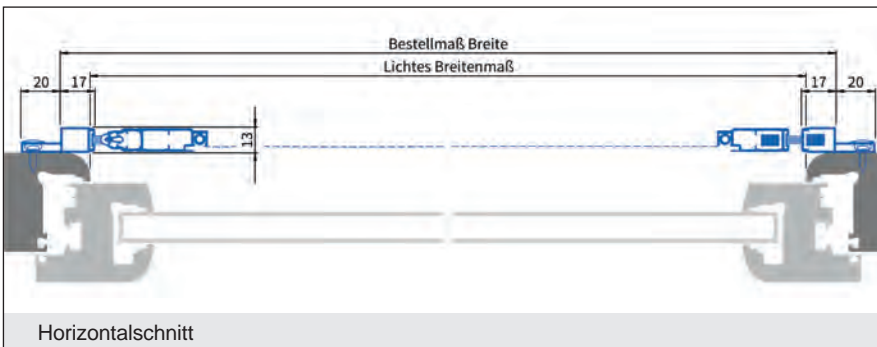 Bestellmaß Breite
Lichtes Breitenmaß
20 17 17 20
13
Horizontalschnitt